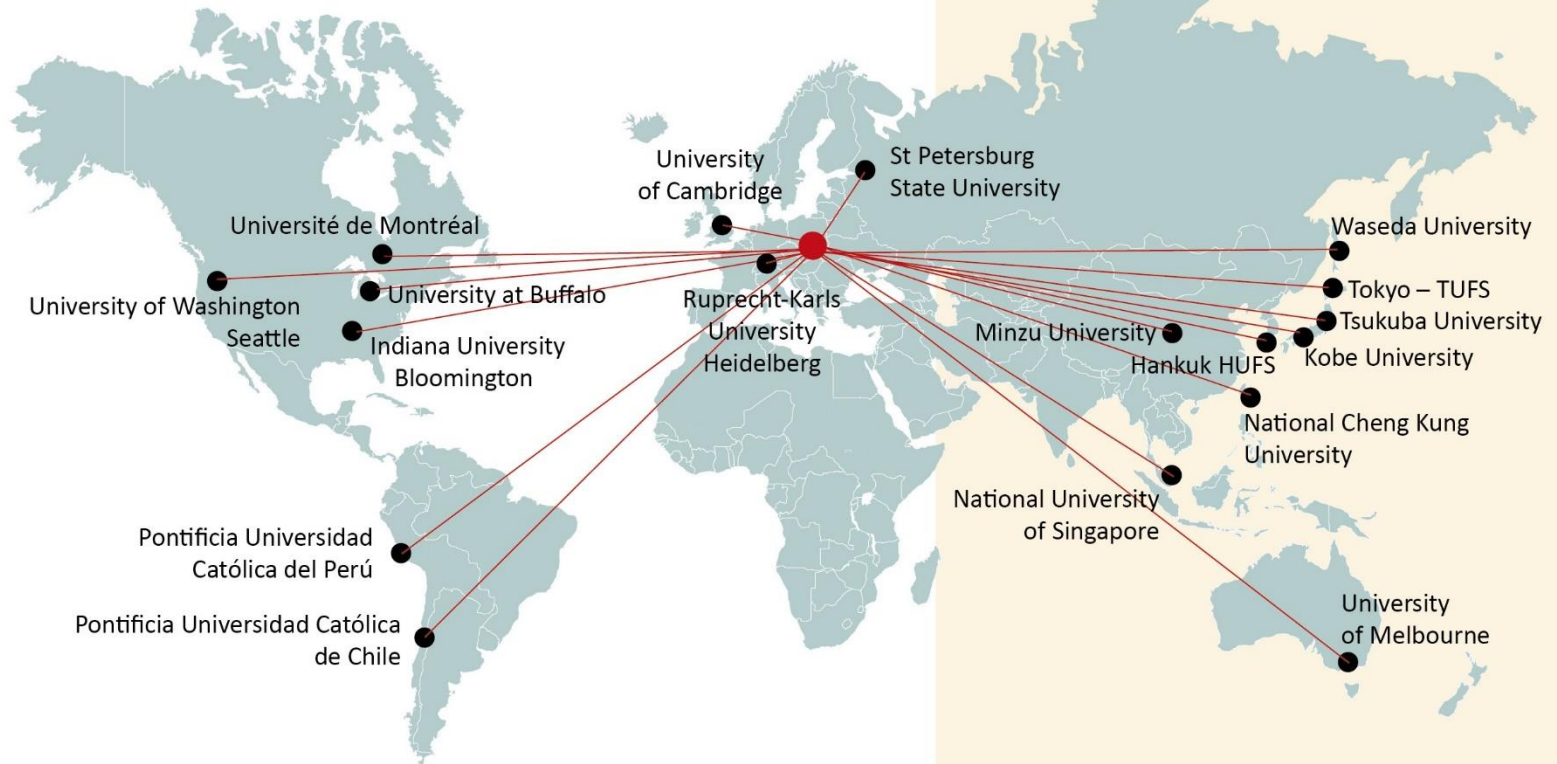 University
of Cambridge
St Petersburg
State University
Université de Montréal
Waseda University
University of Washington
Seattle
University at Buffalo
Ruprecht-Karls
University
Heidelberg
Tokyo – TUFS
Tsukuba University
Minzu University
Indiana University
Bloomington
Hankuk HUFS
Kobe University
National Cheng Kung
University
National University
of Singapore
Pontificia Universidad
Católica del Perú
Pontificia Universidad Católica
de Chile
University
of Melbourne